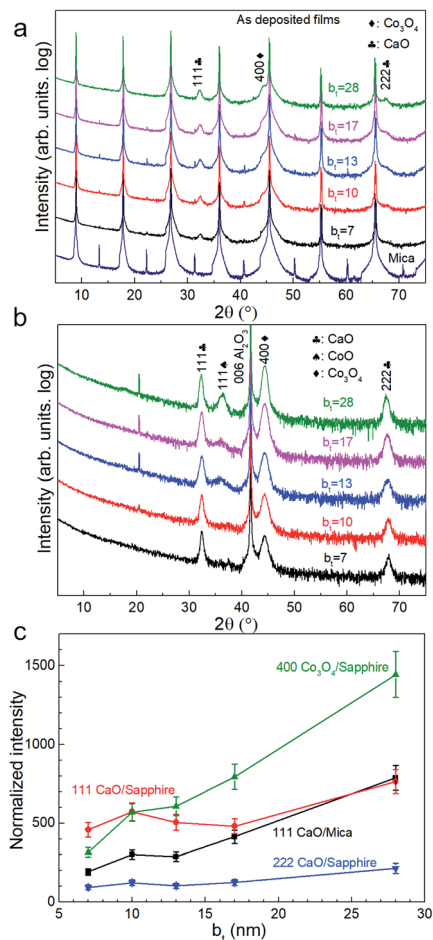 a
As deposited films
♦: Co₃O₄
♣: CaO
111♣
400♦
222♣
bₜ=28
bₜ=17
bₜ=13
bₜ=10
bₜ=7
Mica
Intensity (arb. units. log)
10 20 30 40 50 60 70
2θ (°)
b
111♣
111♠
006 Al₂O₃
400♦
♣: CaO
♠: CoO
♦: Co₃O₄
222♣
bₜ=28
bₜ=17
bₜ=13
bₜ=10
bₜ=7
Intensity (arb. units. log)
10 20 30 40 50 60 70
2θ (°)
c
1500
1000
500
0
Normalized intensity
400 Co₃O₄/Sapphire
111 CaO/Sapphire
111 CaO/Mica
222 CaO/Sapphire
5 10 15 20 25 30
bₜ (nm)